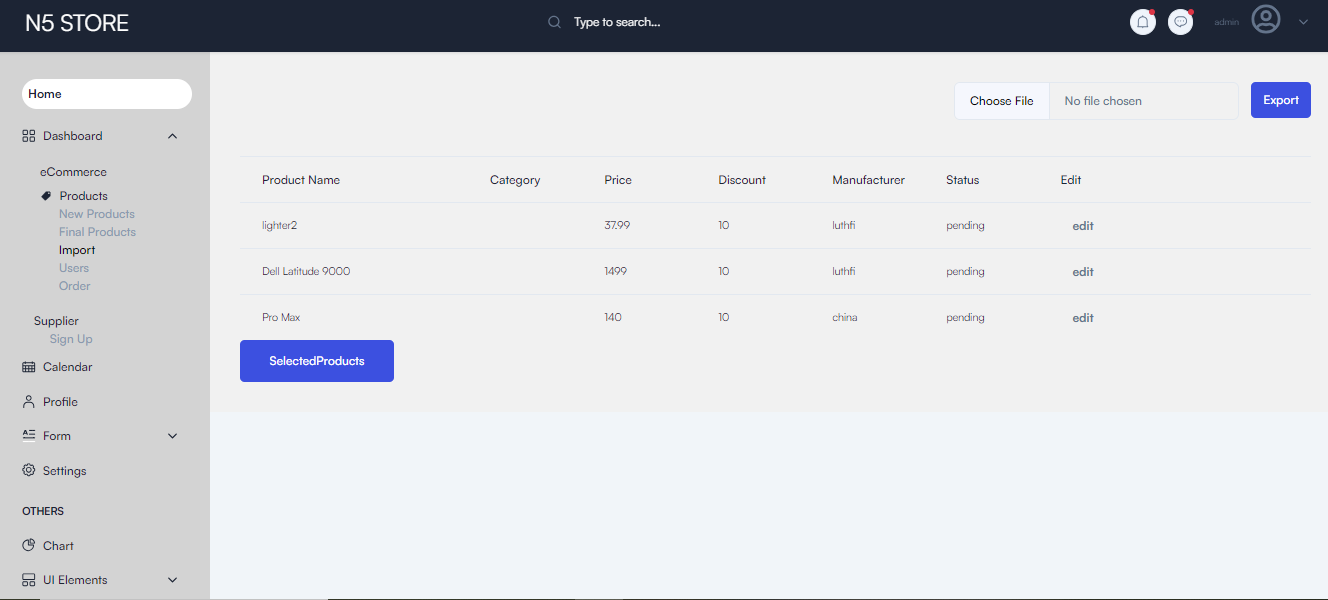 N5 STORE
Type to search...
admin
Home
Dashboard
eCommerce
Products
New Products
Final Products
Import
Users
Order
Supplier
Sign Up
Calendar
Profile
Form
Settings
OTHERS
Chart
UI Elements
Choose File No file chosen
Export
Product Name Category Price Discount Manufacturer Status Edit
lighter2 37.99 10 luthfi pending edit
Dell Latitude 9000 1499 10 luthfi pending edit
Pro Max 140 10 china pending edit
SelectedProducts